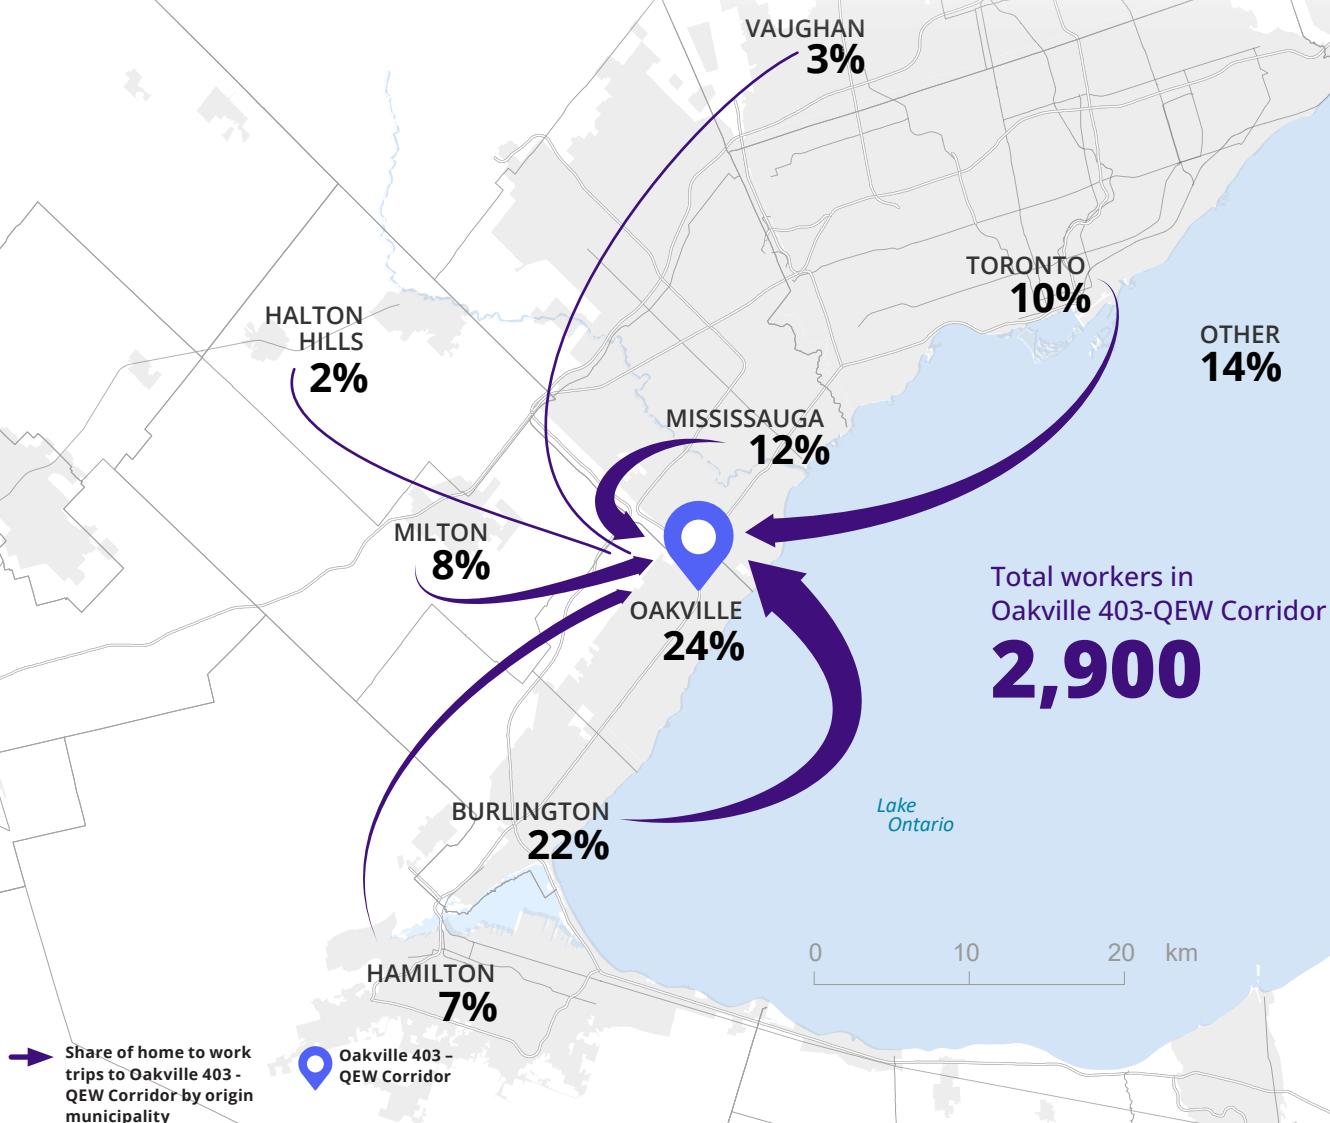 VAUGHAN
3%
TORONTO
10%
HALTON
HILLS
2%
OTHER
14%
MISSISSAUGA
12%
MILTON
8%
OAKVILLE
24%
Total workers in
Oakville 403-QEW Corridor
2,900
BURLINGTON
22%
Lake
Ontario
0 10 20 km
HAMILTON
7%
Share of home to work
trips to Oakville 403 -
QEW Corridor by origin
municipality
Oakville 403 –
QEW Corridor